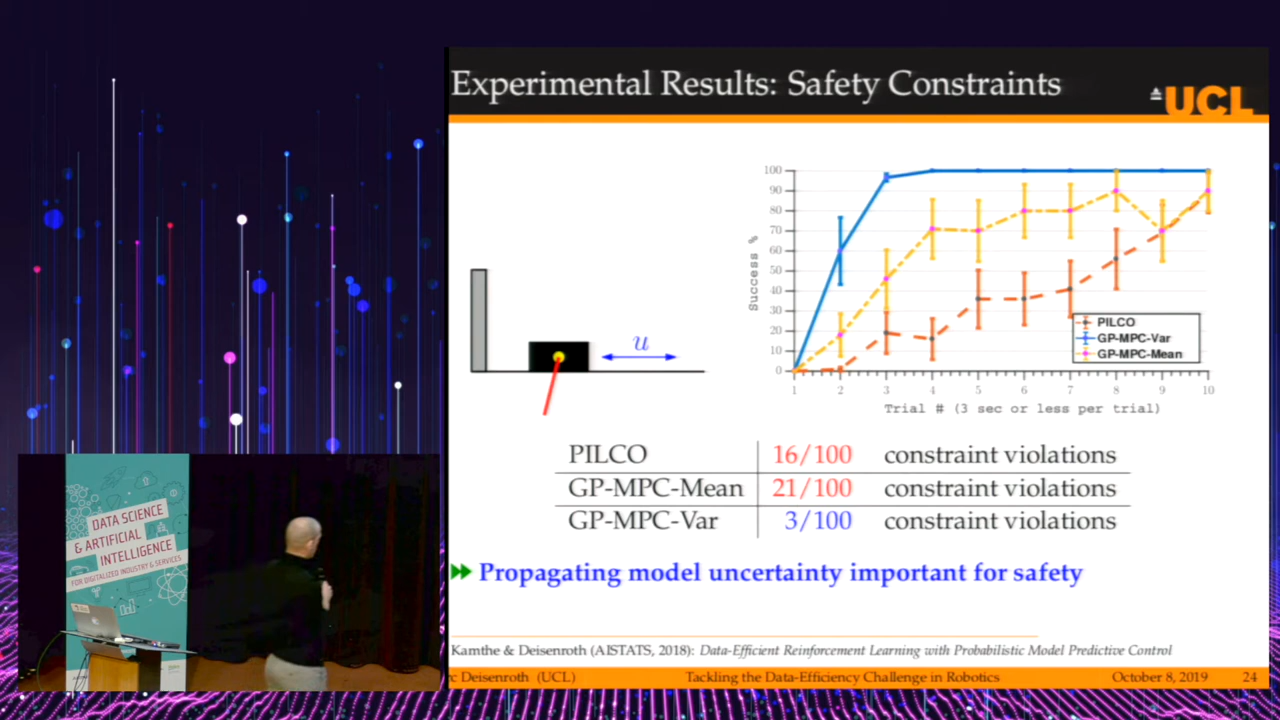 Experimental Results: Safety Constraints
UCL
100
90
80
70
60
50
40
30
20
10
0
Success %
1 2 3 4 5 6 7 8 9 10
Trial # (3 sec or less per trial)
PILCO
GP-MPC-Var
GP-MPC-Mean
u
PILCO 16/100 constraint violations
GP-MPC-Mean 21/100 constraint violations
GP-MPC-Var 3/100 constraint violations
Propagating model uncertainty important for safety
Kamthe & Deisenroth (AISTATS, 2018): Data-Efficient Reinforcement Learning with Probabilistic Model Predictive Control
rc Deisenroth (UCL) Tackling the Data-Efficiency Challenge in Robotics October 8, 2019 24
DATA SCIENCE
& ARTIFICIAL
INTELLIGENCE
FOR DIGITALIZED INDUSTRY & SERVICES